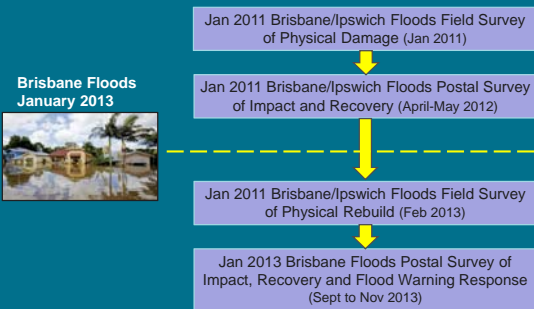 Jan 2011 Brisbane/Ipswich Floods Field Survey
of Physical Damage (Jan 2011)
Brisbane Floods
January 2013
Jan 2011 Brisbane/Ipswich Floods Postal Survey
of Impact and Recovery (April-May 2012)
Jan 2011 Brisbane/Ipswich Floods Field Survey
of Physical Rebuild (Feb 2013)
Jan 2013 Brisbane Floods Postal Survey of
Impact, Recovery and Flood Warning Response
(Sept to Nov 2013)